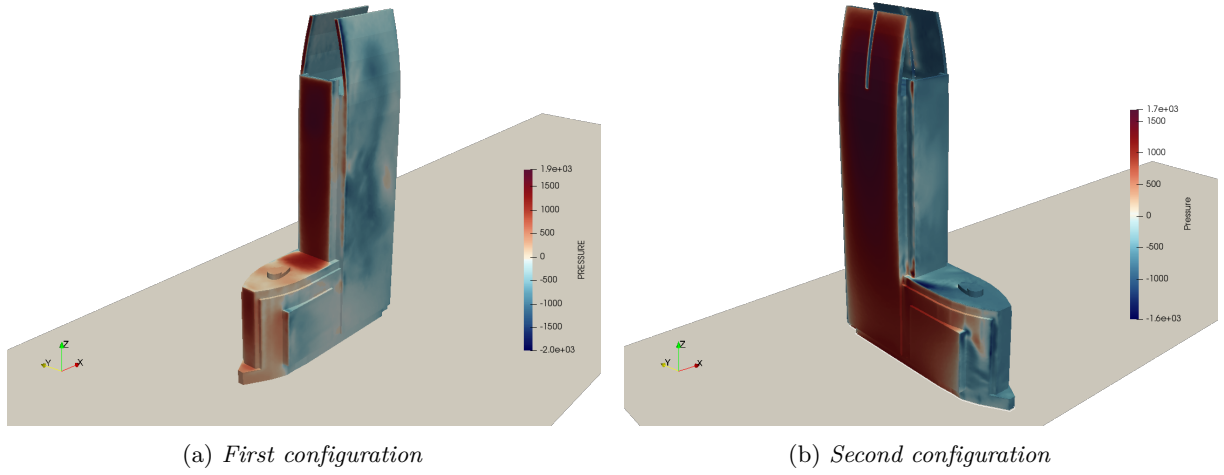 1.9e+03
1500
1000
500
0
-500
-1000
-1500
-2.0e+03
PRESSURE
Z
Y
X
1.7e+03
1500
1000
500
0
-500
-1000
-1.6e+03
Pressure
Z
Y
X
(a) First configuration
(b) Second configuration